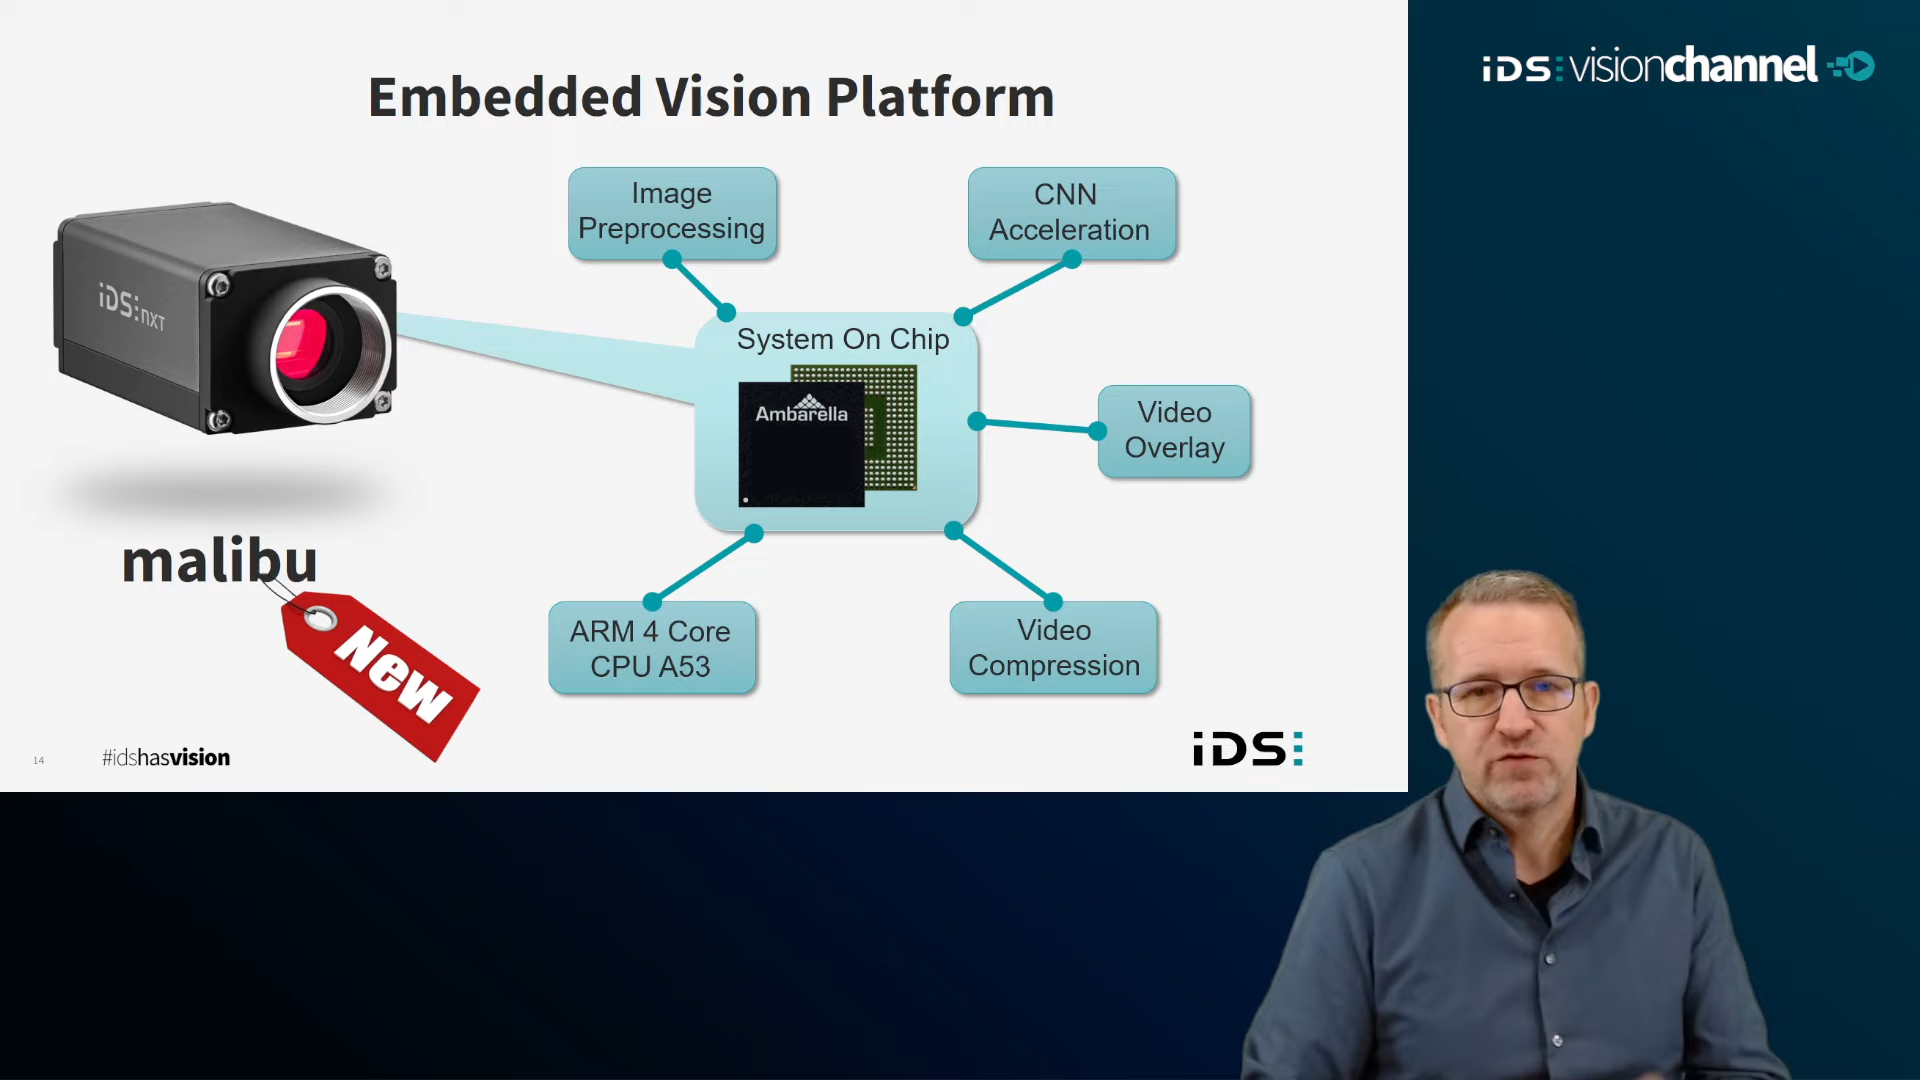 Embedded Vision Platform
iDS:visionchannel
Image
Preprocessing
CNN
Acceleration
iDS:nxt
System On Chip
Ambarella
Video
Overlay
malibu
New
ARM 4 Core
CPU A53
Video
Compression
14
#idshasvision
iDS